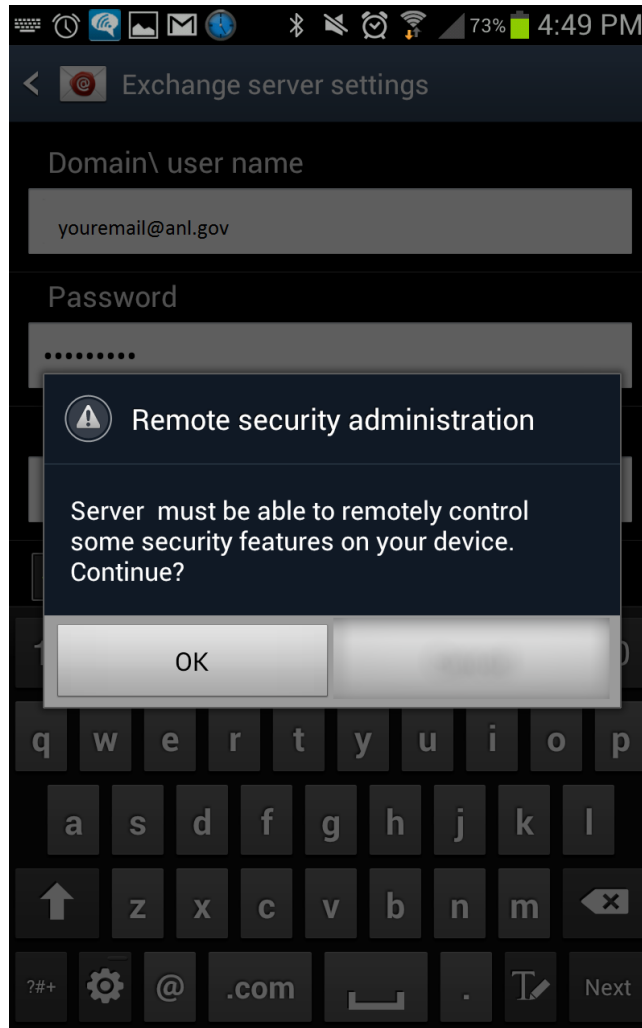 73% 4:49 PM
Exchange server settings
Domain\ user name
youremail@anl.gov
Password
Remote security administration
Server must be able to remotely control
some security features on your device.
Continue?
OK
q w e r t y u i o p
a s d f g h j k l
z x c v b n m
?#+ @ .com . T Next